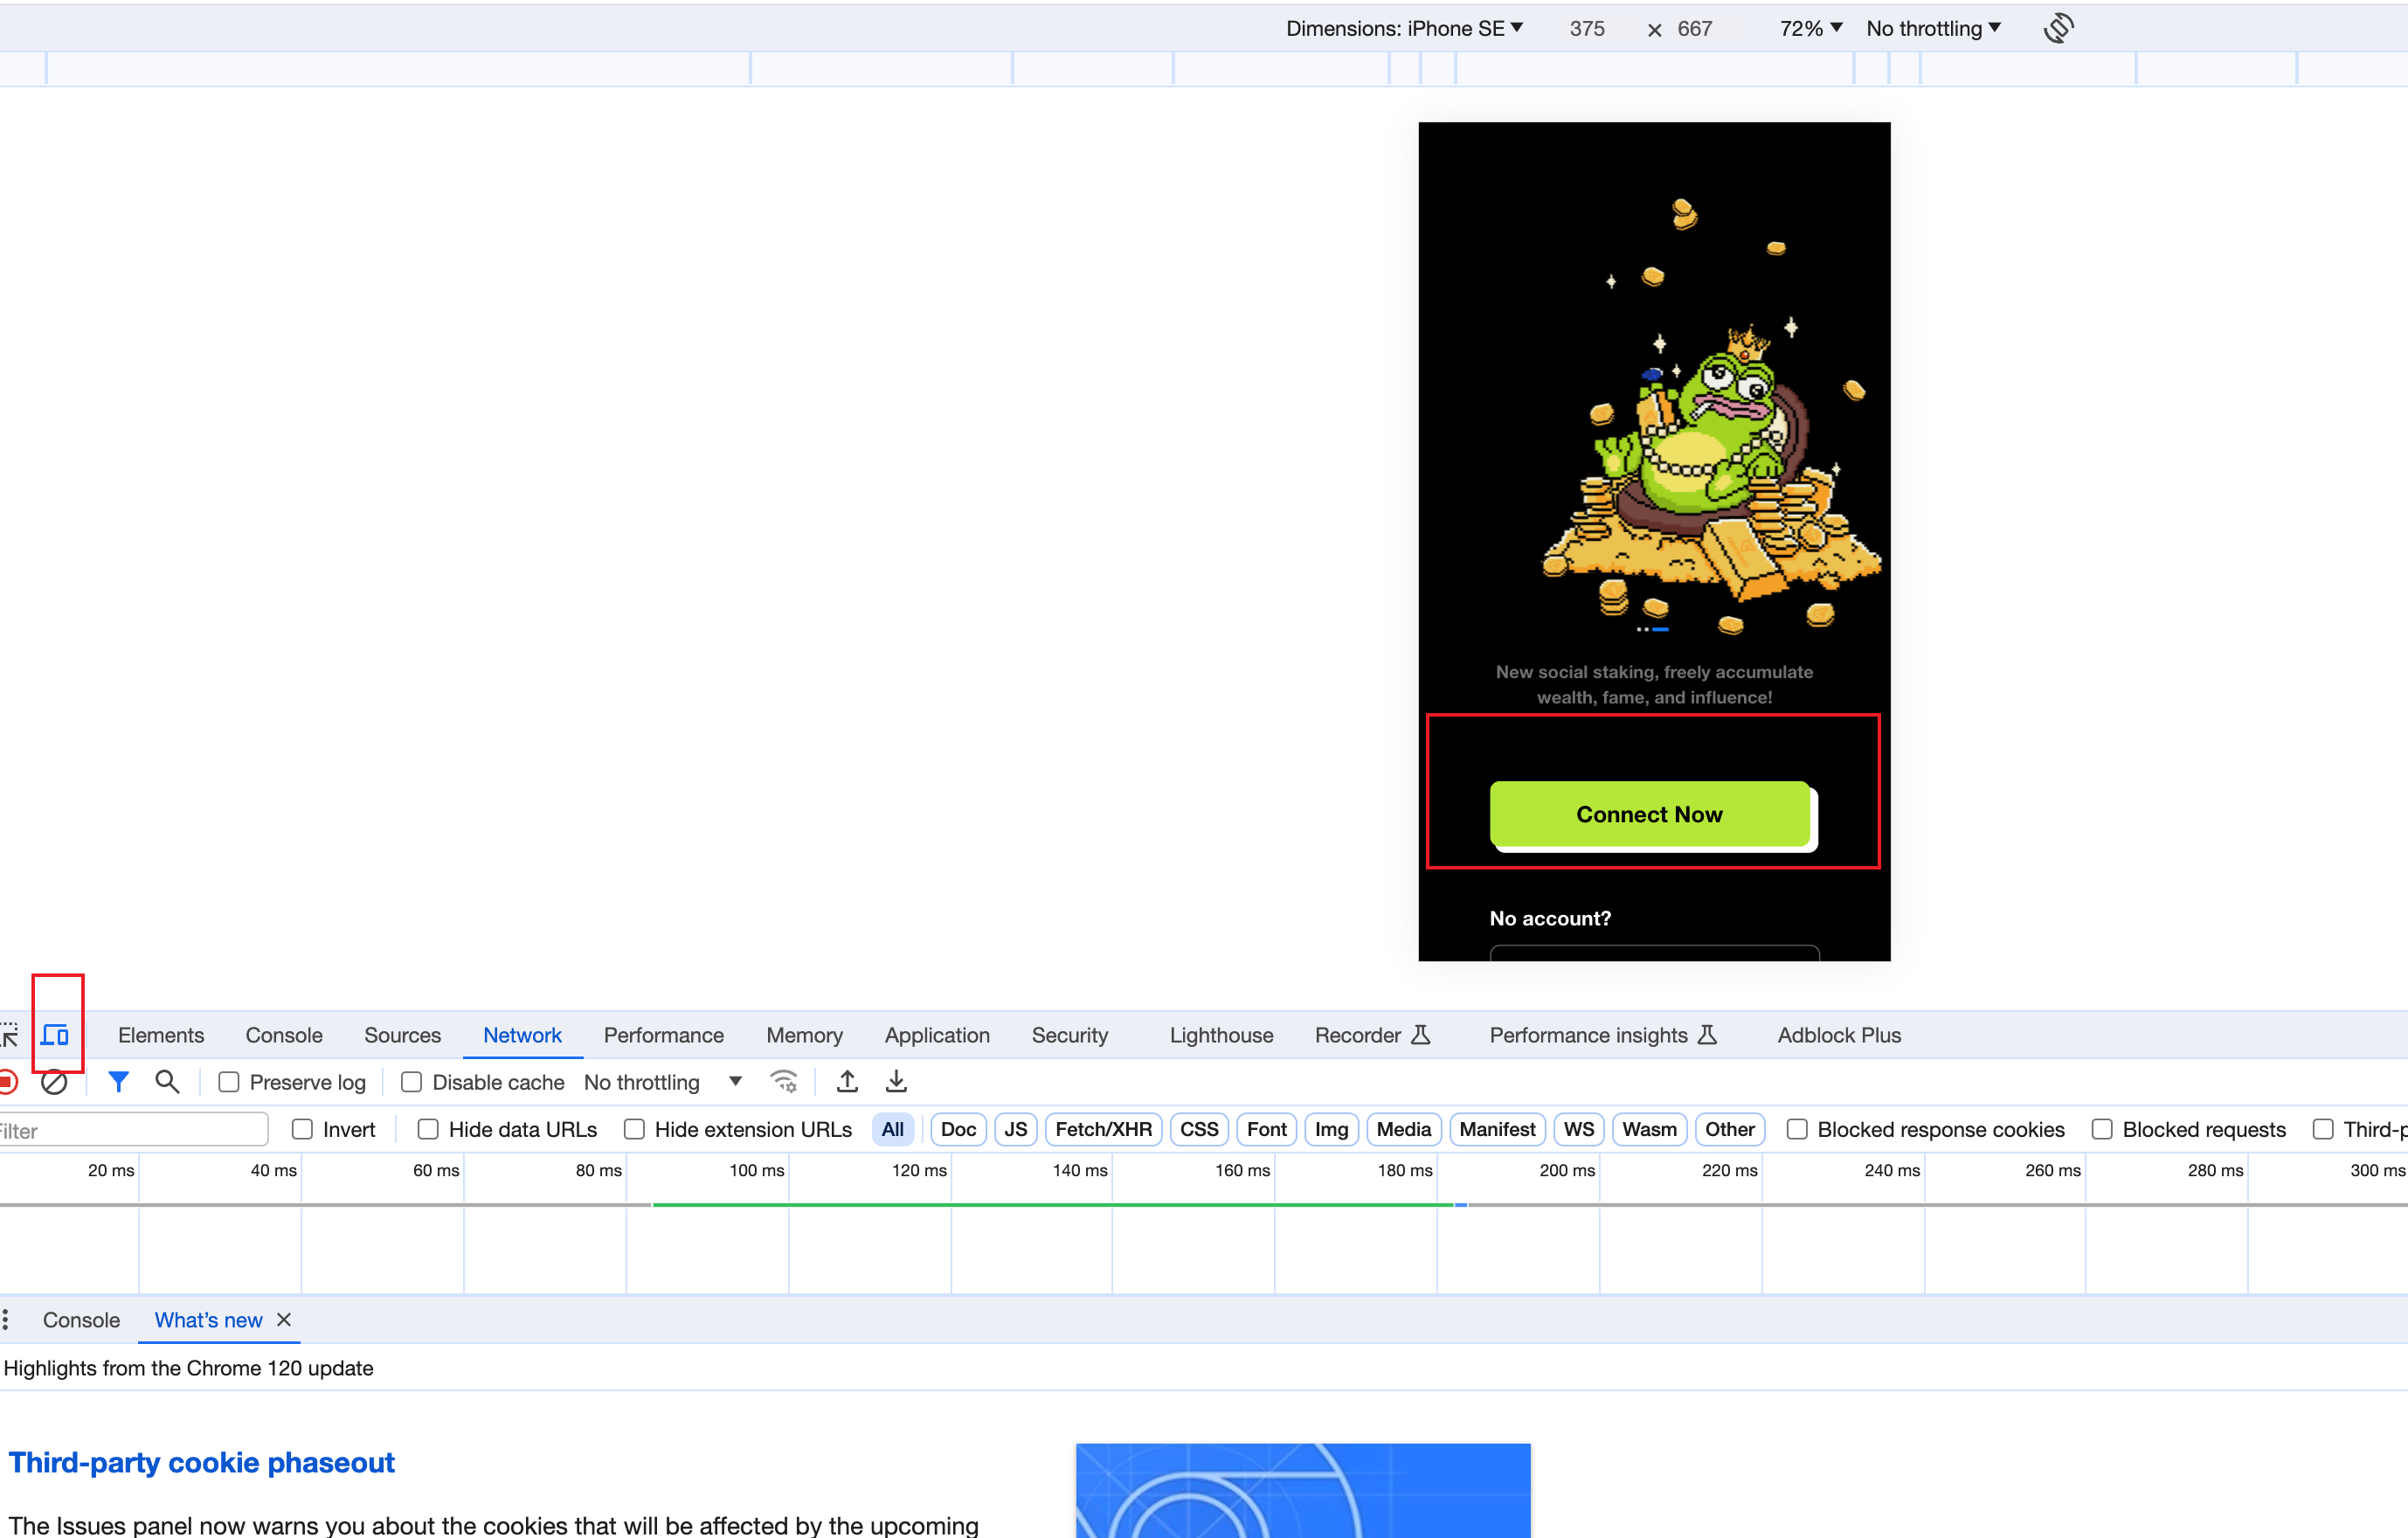 Dimensions: iPhone SE 375 × 667 72% No throttling
New social staking, freely accumulate
wealth, fame, and influence!
Connect Now
No account?
Elements Console Sources Network Performance Memory Application Security Lighthouse Recorder Performance insights Adblock Plus
Preserve log Disable cache No throttling
Filter Invert Hide data URLs Hide extension URLs All Doc JS Fetch/XHR CSS Font Img Media Manifest WS Wasm Other Blocked response cookies Blocked requests Third-p
20 ms 40 ms 60 ms 80 ms 100 ms 120 ms 140 ms 160 ms 180 ms 200 ms 220 ms 240 ms 260 ms 280 ms 300 ms
Console What's new
Highlights from the Chrome 120 update
Third-party cookie phaseout
The Issues panel now warns you about the cookies that will be affected by the upcoming